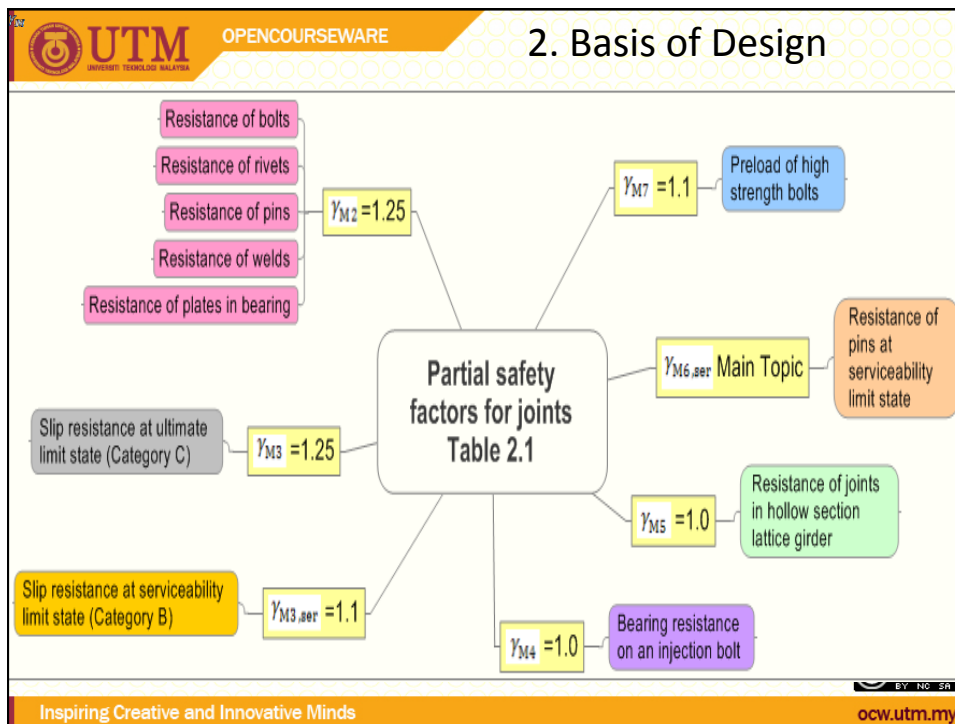 UTM
UNIVERSITI TEKNOLOGI MALAYSIA
OPENCOURSEWARE
2. Basis of Design
Resistance of bolts
Resistance of rivets
Resistance of pins
Resistance of welds
Resistance of plates in bearing
γM2 =1.25
γM7 =1.1
Preload of high
strength bolts
Partial safety
factors for joints
Table 2.1
γM6,ser Main Topic
Resistance of
pins at
serviceability
limit state
Slip resistance at ultimate
limit state (Category C)
γM3 =1.25
γM5 =1.0
Resistance of joints
in hollow section
lattice girder
Slip resistance at serviceability
limit state (Category B)
γM3,ser =1.1
γM4 =1.0
Bearing resistance
on an injection bolt
BY NC SA
Inspiring Creative and Innovative Minds
ocw.utm.my